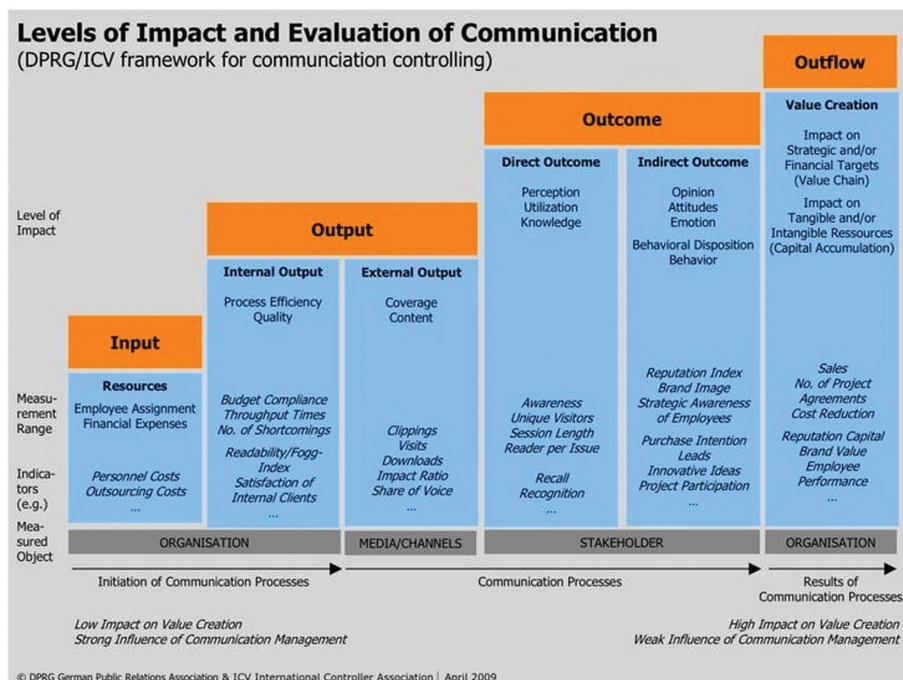 Levels of Impact and Evaluation of Communication
(DPRG/ICV framework for communciation controlling)
Outflow
Value Creation
Impact on
Strategic and/or
Financial Targets
(Value Chain)
Impact on
Tangible and/or
Intangible Ressources
(Capital Accumulation)
Outcome
Direct Outcome
Perception
Utilization
Knowledge
Indirect Outcome
Opinion
Attitudes
Emotion
Behavioral Disposition
Behavior
Level of
Impact
Output
Internal Output
Process Efficiency
Quality
External Output
Coverage
Content
Input
Resources
Employee Assignment
Financial Expenses
Measure-
ment
Range
Indica-
tors
(e.g.)
Personnel Costs
Outsourcing Costs
...
Budget Compliance
Throughput Times
No. of Shortcomings
Readability/Fogg-
Index
Satisfaction of
Internal Clients
...
Clippings
Visits
Downloads
Impact Ratio
Share of Voice
...
Awareness
Unique Visitors
Session Length
Reader per Issue
Recall
Recognition
...
Reputation Index
Brand Image
Strategic Awareness
of Employees
Purchase Intention
Leads
Innovative Ideas
Project Participation
...
Sales
No. of Project
Agreements
Cost Reduction
Reputation Capital
Brand Value
Employee
Performance
...
Mea-
sured
Object
ORGANISATION
MEDIA/CHANNELS
STAKEHOLDER
ORGANISATION
Initiation of Communication Processes
Communication Processes
Results of
Communication Processes
Low Impact on Value Creation
Strong Influence of Communication Management
High Impact on Value Creation
Weak Influence of Communication Management
© DPRG German Public Relations Association & ICV International Controller Association | April 2009